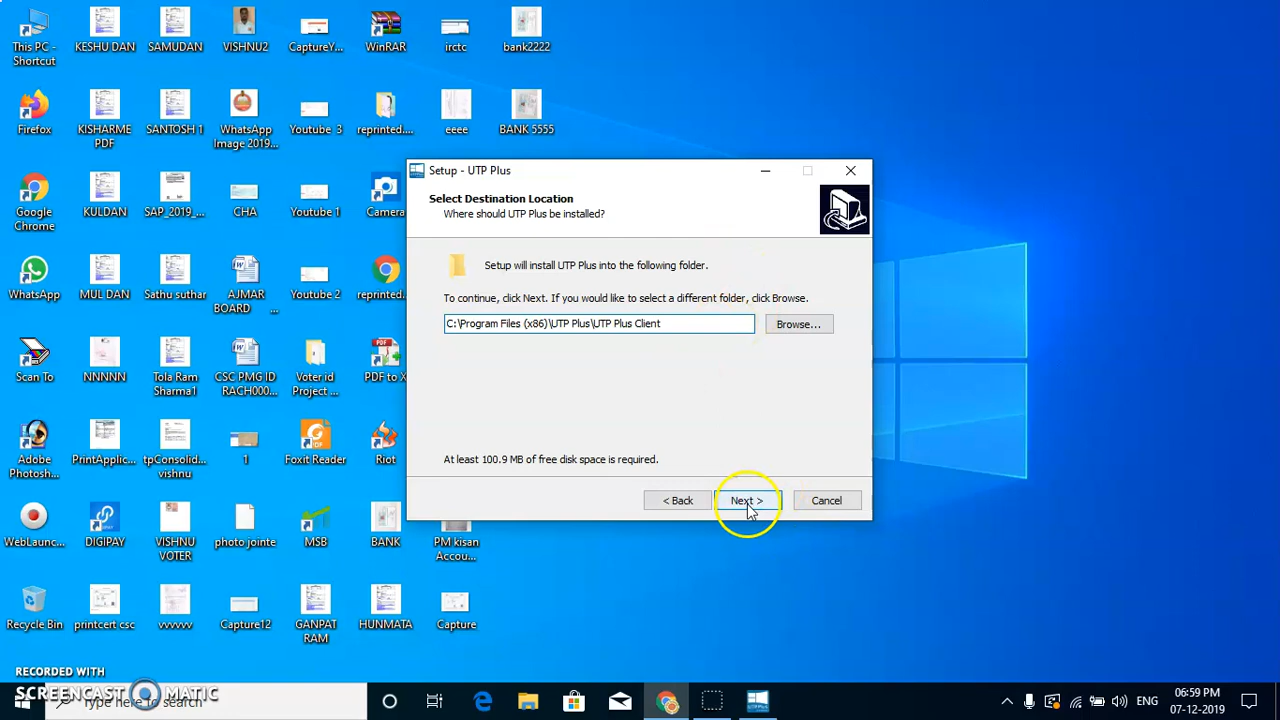 This PC - Shortcut
KESHU DAN
SAMUDAN
VISHNU2
CaptureY...
WinRAR
irctc
bank2222
Firefox
KISHARME PDF
SANTOSH 1
WhatsApp Image 2019...
Youtube 3
reprinted....
eeee
BANK 5555
Google Chrome
KULDAN
SAP_2019_...
CHA
Youtube 1
Camera
WhatsApp
MUL DAN
Sathu suthar
AJMAR BOARD ...
Youtube 2
reprinted....
Scan To
NNNNN
Tola Ram Sharma1
CSC PMG ID RACH000...
Voter id Project ...
PDF to X
Adobe Photosh...
PrintApplic...
tpConsolid... vishnu
1
Foxit Reader
Riot
WebLaunc...
DIGIPAY
VISHNU VOTER
photo jointe
MSB
BANK
PM kisan Accou...
Recycle Bin
printcert csc
vvvvvv
Capture12
GANPAT RAM
HUNMATA
Capture
Setup - UTP Plus
Select Destination Location
Where should UTP Plus be installed?
Setup will install UTP Plus into the following folder.
To continue, click Next. If you would like to select a different folder, click Browse.
C:\Program Files (x86)\UTP Plus\UTP Plus Client
Browse...
At least 100.9 MB of free disk space is required.
< Back
Next >
Cancel
RECORDED WITH
SCREENCAST MATIC
Type here to search
UTP Plus
ENG
06:59 PM
07-12-2019